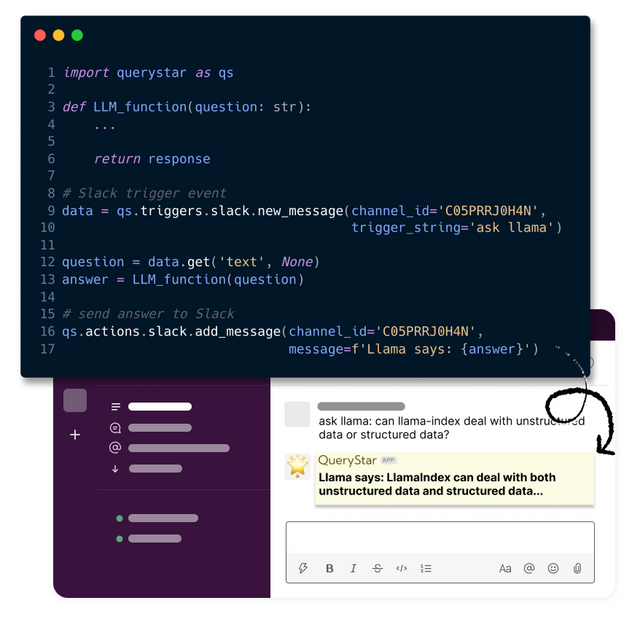 1 import querystar as qs
2
3 def LLM_function(question: str):
4     ...
5
6     return response
7
8 # Slack trigger event
9 data = qs.triggers.slack.new_message(channel_id='C05PRRJ0H4N',
10                                      trigger_string='ask llama')
11
12 question = data.get('text', None)
13 answer = LLM_function(question)
14
15 # send answer to Slack
16 qs.actions.slack.add_message(channel_id='C05PRRJ0H4N',
17                              message=f'Llama says: {answer}')
ask llama: can llama-index deal with unstructured
data or structured data?
QueryStar APP
Llama says: LlamaIndex can deal with both
unstructured data and structured data...
B I S </> Aa @